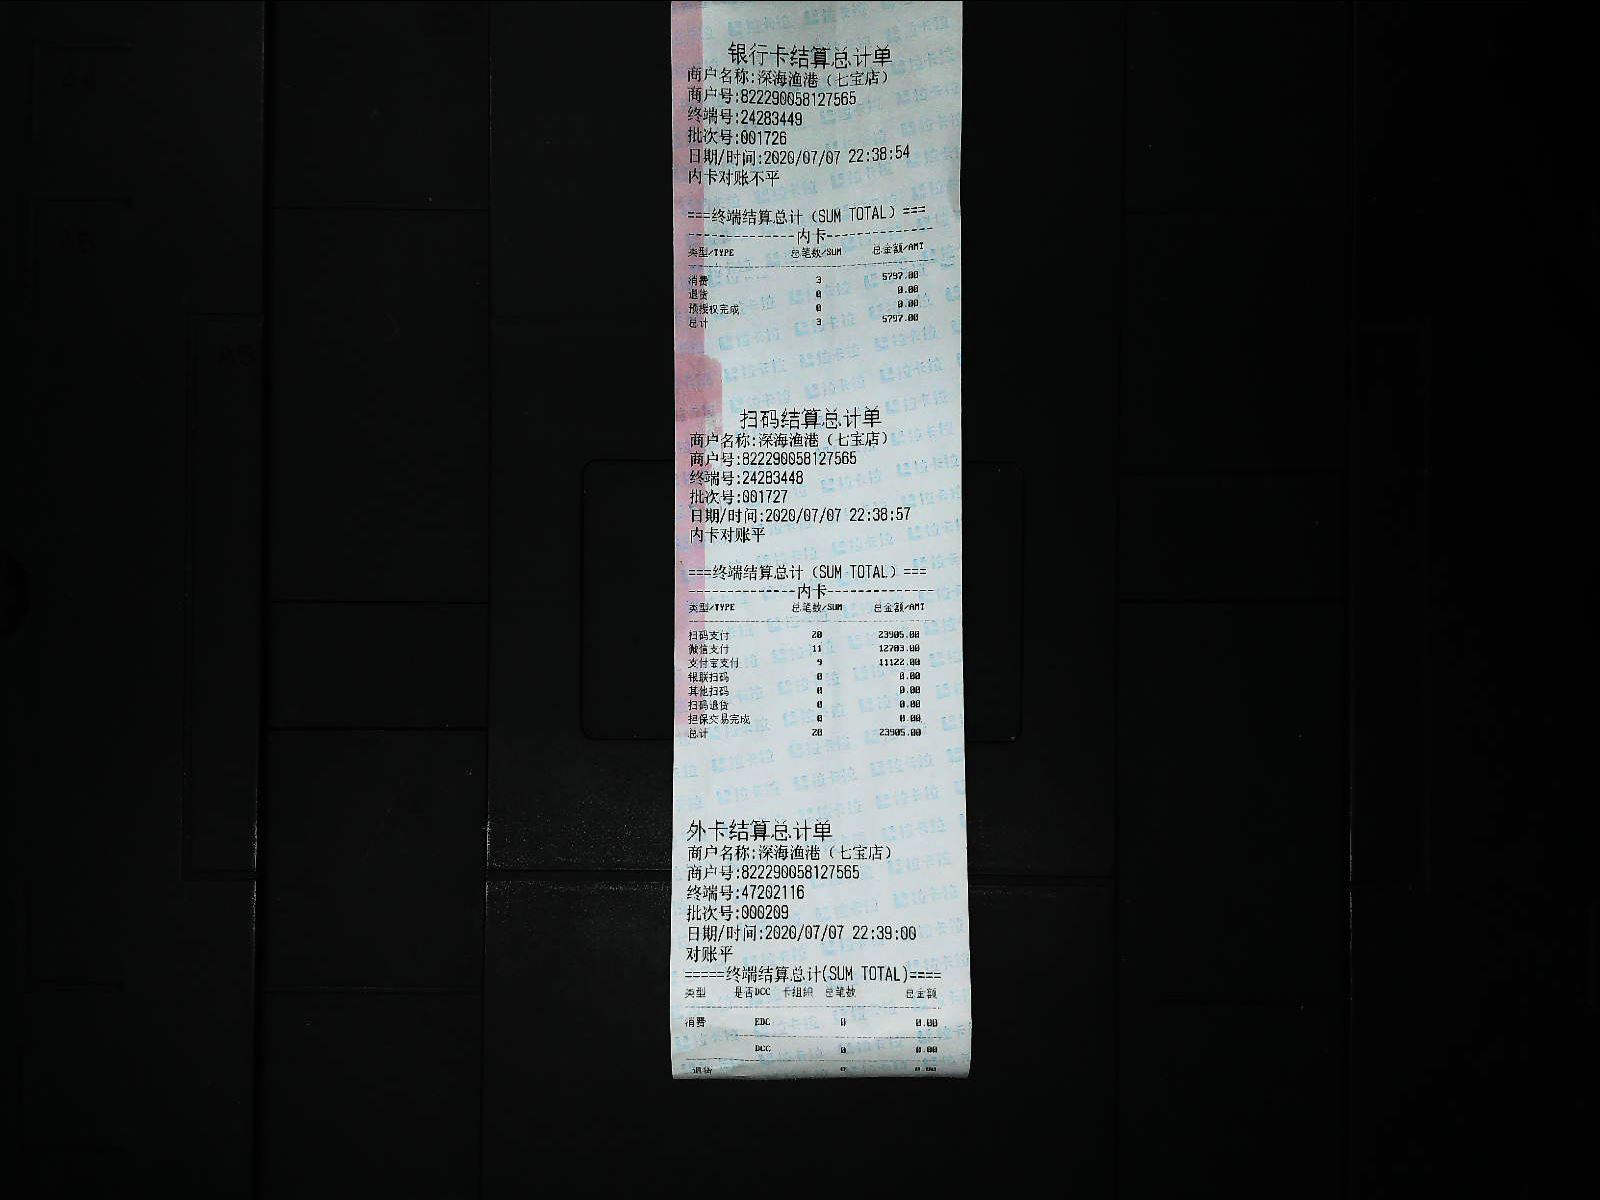 银行卡结算总计单
商户名称:深海渔港（七宝店）
商户号:822290058127565
终端号:24283449
批次号:001726
日期/时间:2020/07/07 22:38:54
内卡对账不平
===终端结算总计（SUM TOTAL）===
--------------内卡--------------
类型/TYPE 总笔数/SUM 总金额/AMT
消费 3 5797.00
退货 0 0.00
预授权完成 0 0.00
总计 3 5797.00
扫码结算总计单
商户名称:深海渔港（七宝店）
商户号:822290058127565
终端号:24283448
批次号:001727
日期/时间:2020/07/07 22:38:57
内卡对账平
===终端结算总计（SUM TOTAL）===
--------------内卡--------------
类型/TYPE 总笔数/SUM 总金额/AMT
扫码支付 20 23905.00
微信支付 11 12783.00
支付宝支付 9 11122.00
银联扫码 0 0.00
其他扫码 0 0.00
扫码退货 0 0.00
担保交易完成 0 0.00
总计 20 23905.00
外卡结算总计单
商户名称:深海渔港（七宝店）
商户号:822290058127565
终端号:47202116
批次号:000209
日期/时间:2020/07/07 22:39:00
对账平
=====终端结算总计(SUM TOTAL)====
类型 是否DCC 卡组织 总笔数 总金额
消费 EDC 0 0.00
DCC 0 0.00
退货 0 0.00